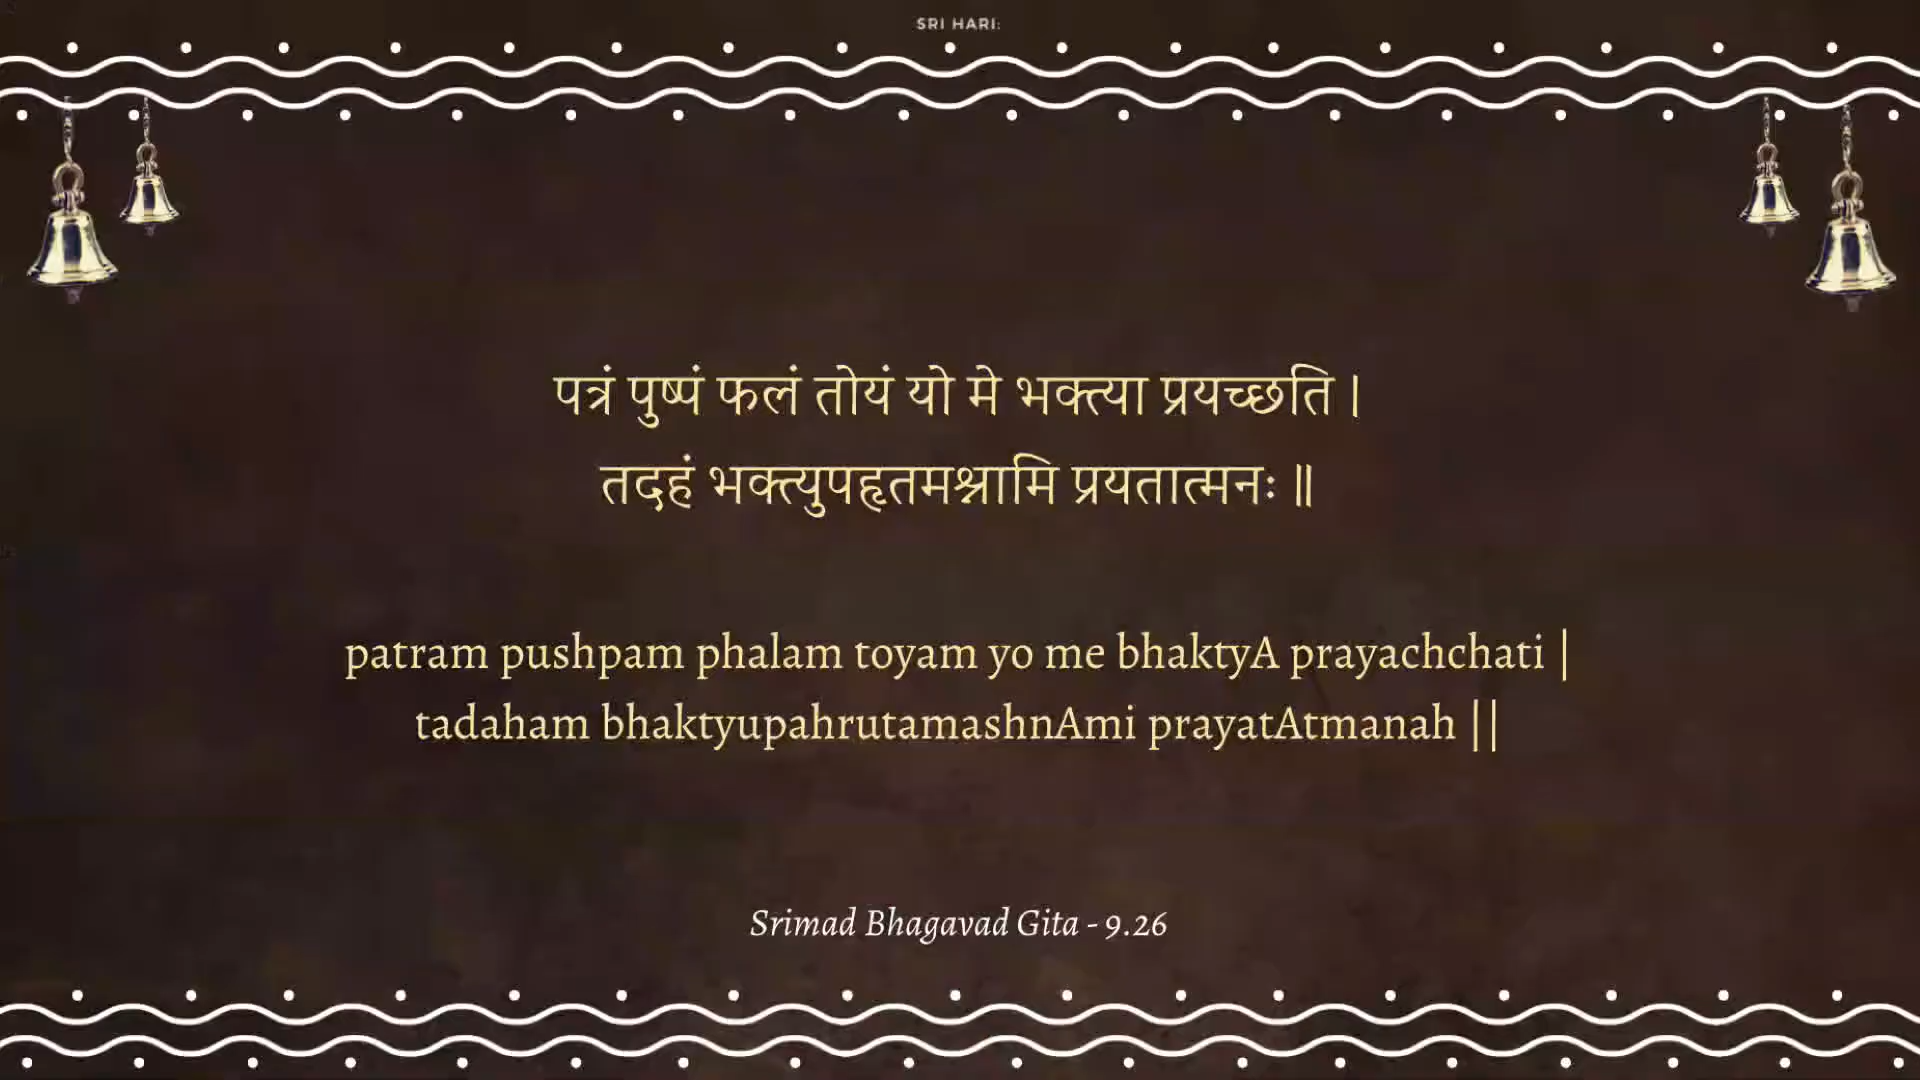 SRI HARI:
पत्रं पुष्पं फलं तोयं यो मे भक्त्या प्रयच्छति ।
तदहं भक्त्युपहृतमश्नामि प्रयतात्मनः ॥
patram pushpam phalam toyam yo me bhaktyA prayachchati |
tadaham bhaktyupahrutamashnAmi prayatAtmanah ||
Srimad Bhagavad Gita - 9.26